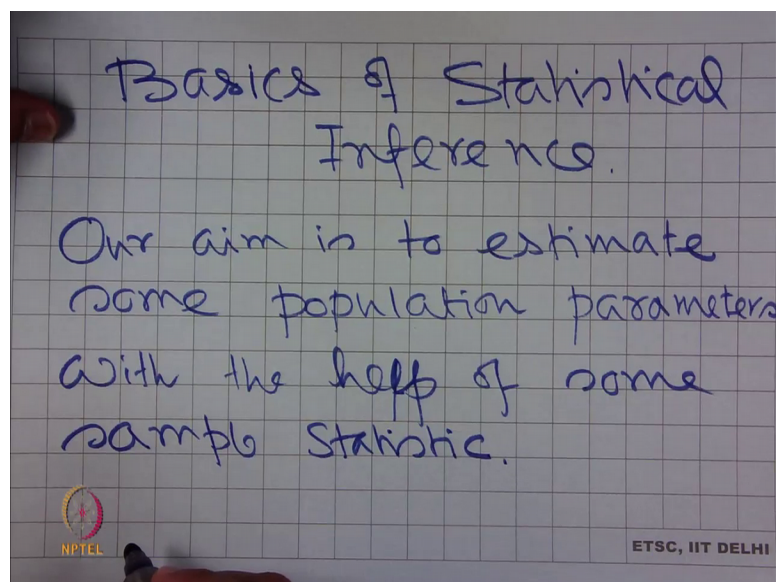 Basics of Statistical
Inference.
Our aim is to estimate
some population parameters
with the help of some
sample Statistic.
NPTEL
ETSC, IIT DELHI